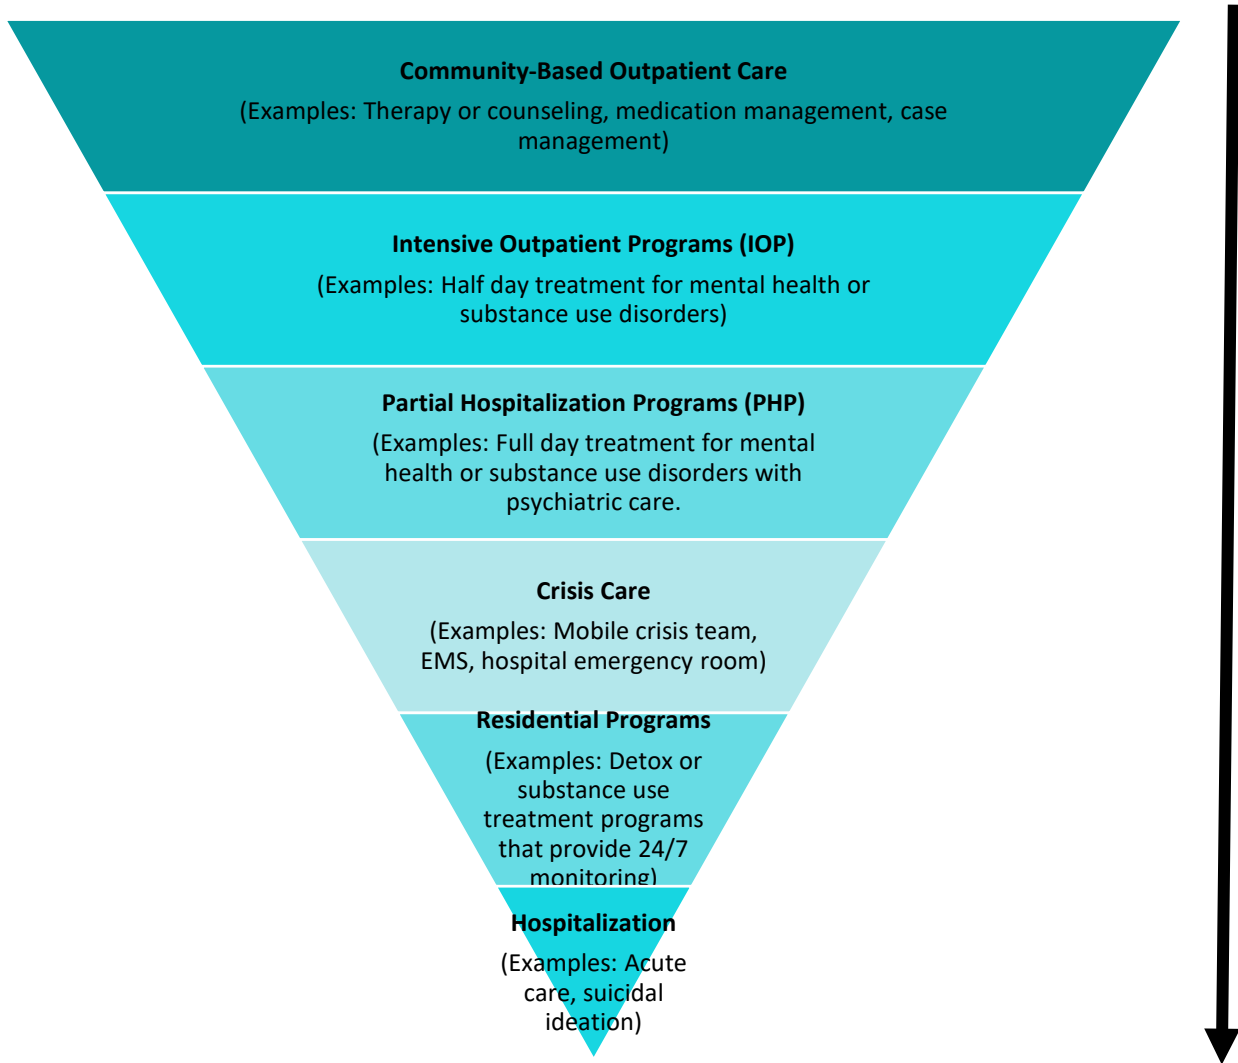 Community-Based Outpatient Care
(Examples: Therapy or counseling, medication management, case
management)
Intensive Outpatient Programs (IOP)
(Examples: Half day treatment for mental health or
substance use disorders)
Partial Hospitalization Programs (PHP)
(Examples: Full day treatment for mental
health or substance use disorders with
psychiatric care.
Crisis Care
(Examples: Mobile crisis team,
EMS, hospital emergency room)
Residential Programs
(Examples: Detox or
substance use
treatment programs
that provide 24/7
monitoring)
Hospitalization
(Examples: Acute
care, suicidal
ideation)